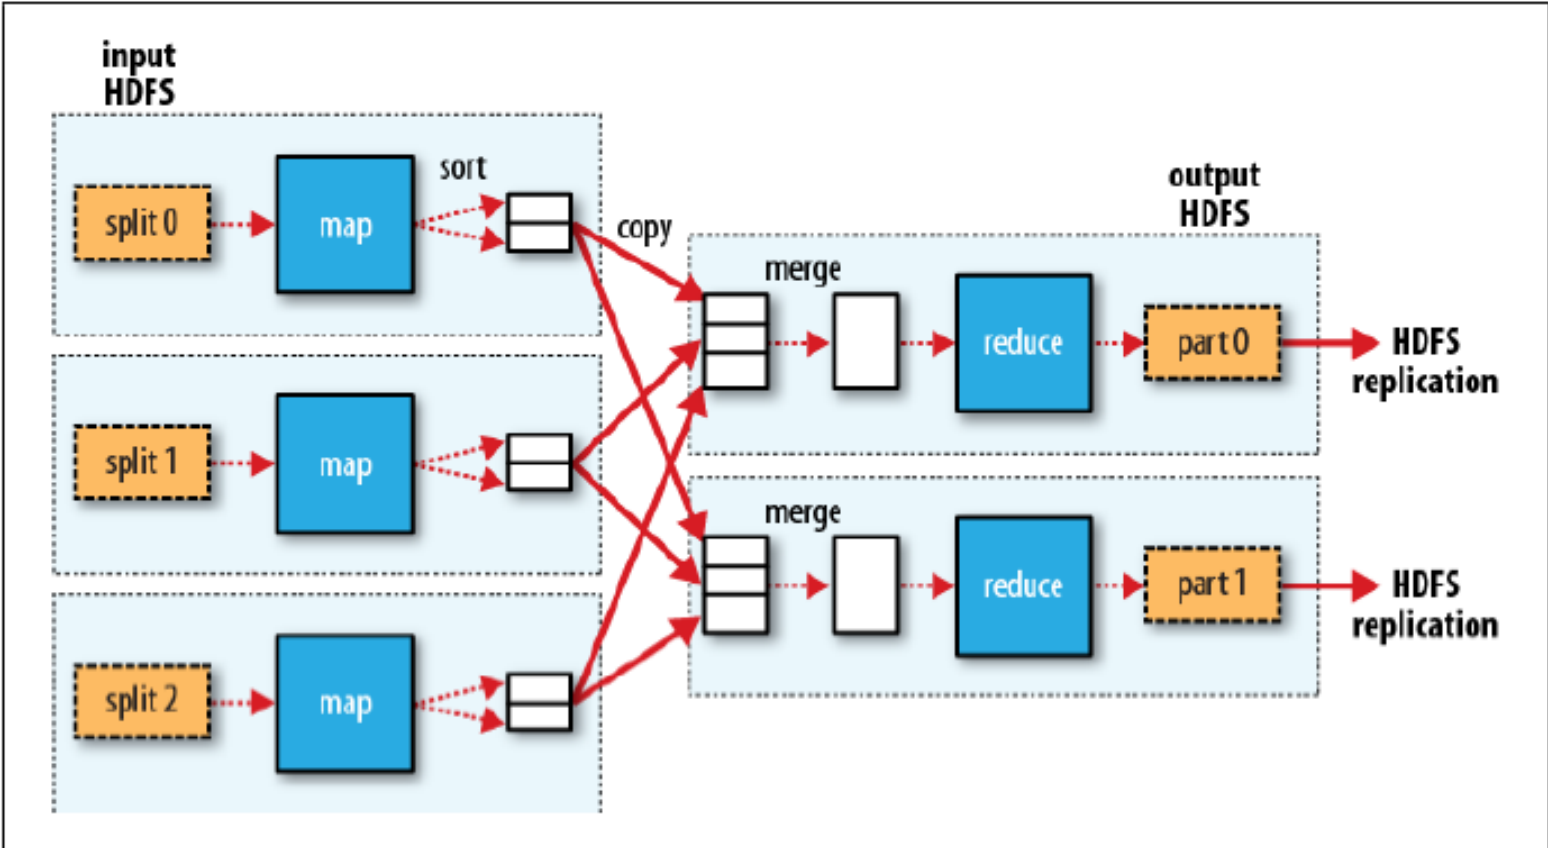 input
HDFS
split 0
map
sort
copy
split 1
map
split 2
map
output
HDFS
merge
reduce
part 0
HDFS
replication
merge
reduce
part 1
HDFS
replication